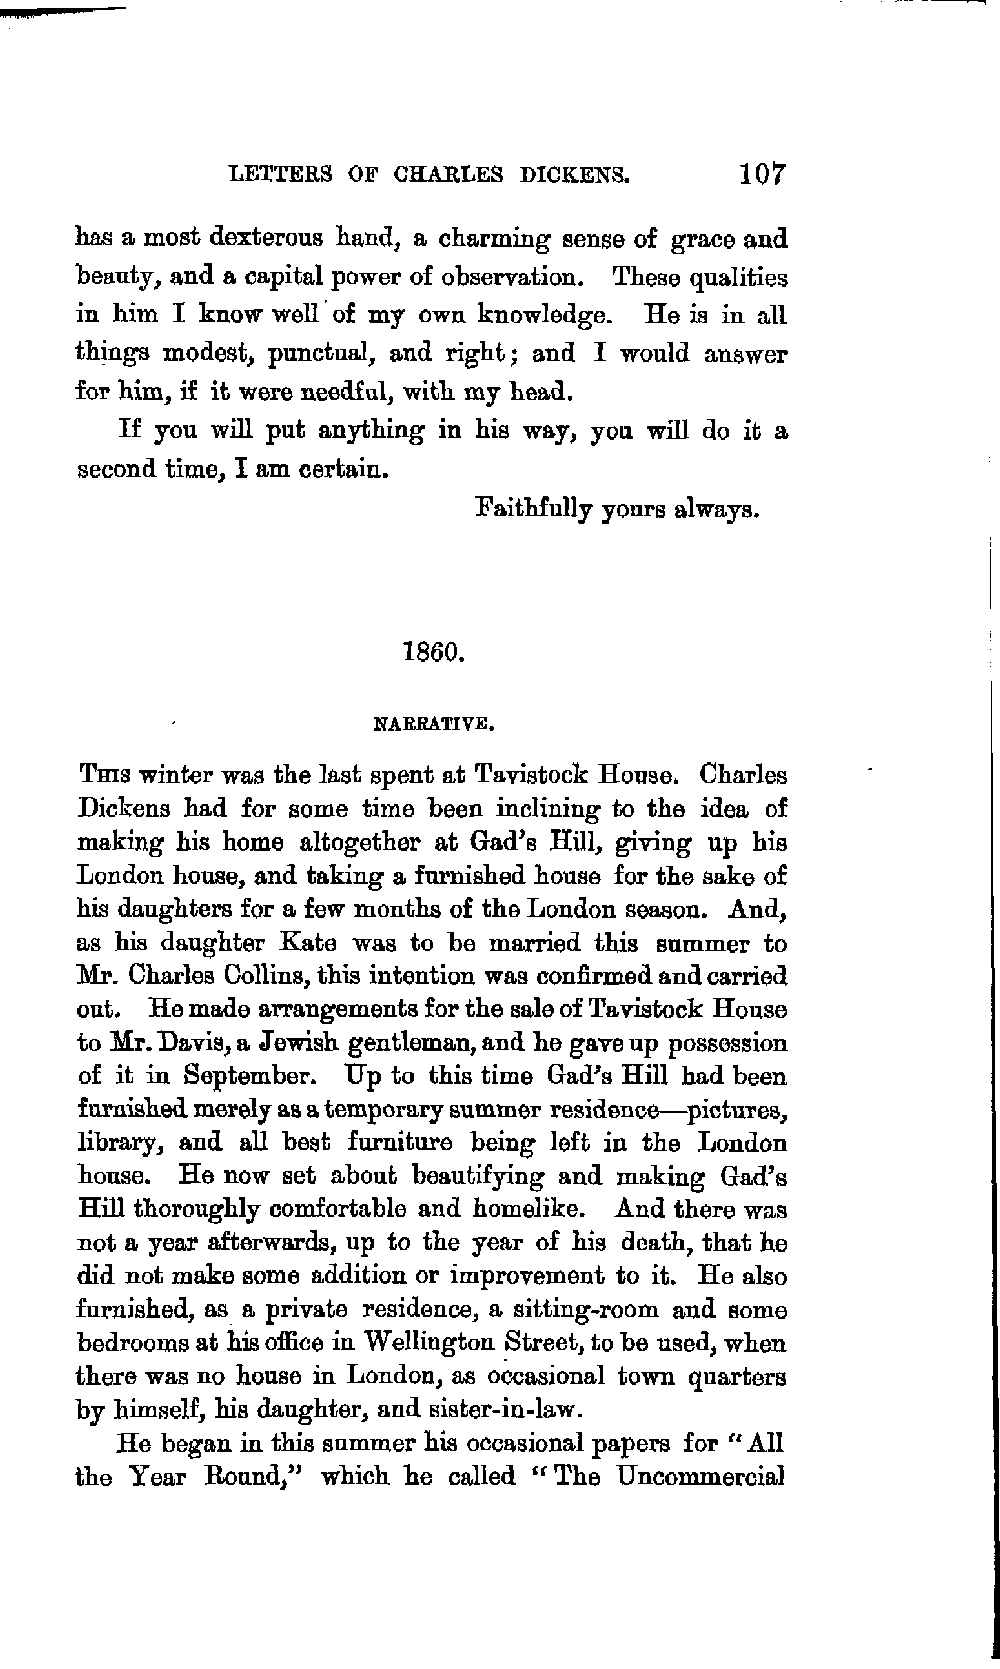 LETTERS OF CHARLES DICKENS. 107
has a most dexterous hand, a charming sense of grace and
beauty, and a capital power of observation. These qualities
in him I know well of my own knowledge. He is in all
things modest, punctual, and right; and I would answer
for him, if it were needful, with my head.
If you will put anything in his way, you will do it a
second time, I am certain.
Faithfully yours always.
1860.
NARRATIVE.
THIS winter was the last spent at Tavistock House. Charles
Dickens had for some time been inclining to the idea of
making his home altogether at Gad's Hill, giving up his
London house, and taking a furnished house for the sake of
his daughters for a few months of the London season. And,
as his daughter Kate was to be married this summer to
Mr. Charles Collins, this intention was confirmed and carried
out. He made arrangements for the sale of Tavistock House
to Mr. Davis, a Jewish gentleman, and he gave up possession
of it in September. Up to this time Gad's Hill had been
furnished merely as a temporary summer residence—pictures,
library, and all best furniture being left in the London
house. He now set about beautifying and making Gad's
Hill thoroughly comfortable and homelike. And there was
not a year afterwards, up to the year of his death, that he
did not make some addition or improvement to it. He also
furnished, as a private residence, a sitting-room and some
bedrooms at his office in Wellington Street, to be used, when
there was no house in London, as occasional town quarters
by himself, his daughter, and sister-in-law.
He began in this summer his occasional papers for "All
the Year Round," which he called "The Uncommercial